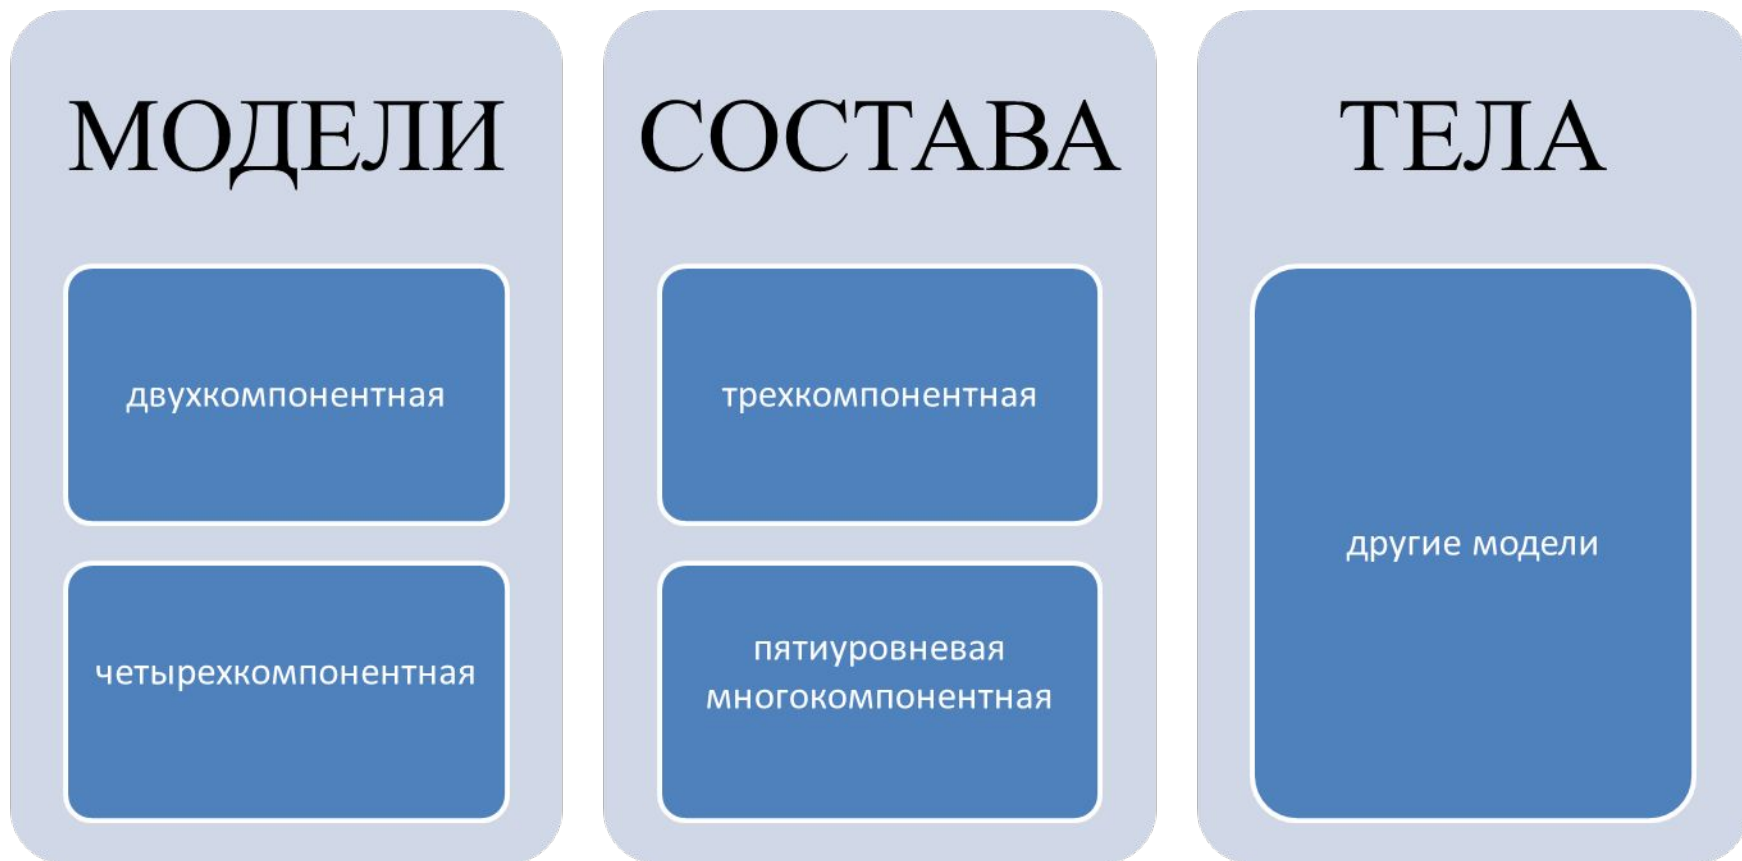 МОДЕЛИ СОСТАВА ТЕЛА
двухкомпонентная
трехкомпонентная
другие модели
четырехкомпонентная
пятиуровневая
многокомпонентная